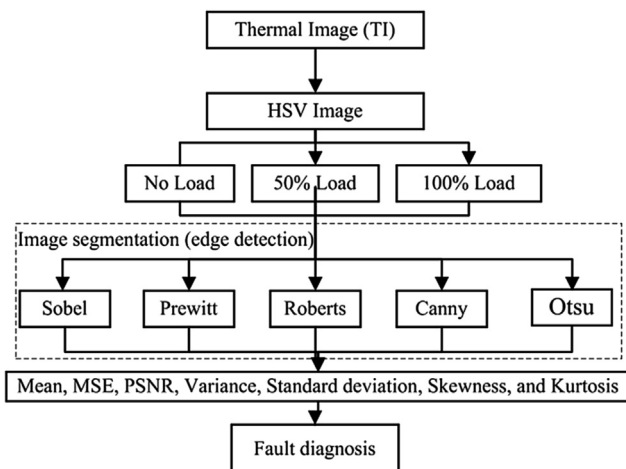 Thermal Image (TI)
HSV Image
No Load
50% Load
100% Load
Image segmentation (edge detection)
Sobel
Prewitt
Roberts
Canny
Otsu
Mean, MSE, PSNR, Variance, Standard deviation, Skewness, and Kurtosis
Fault diagnosis